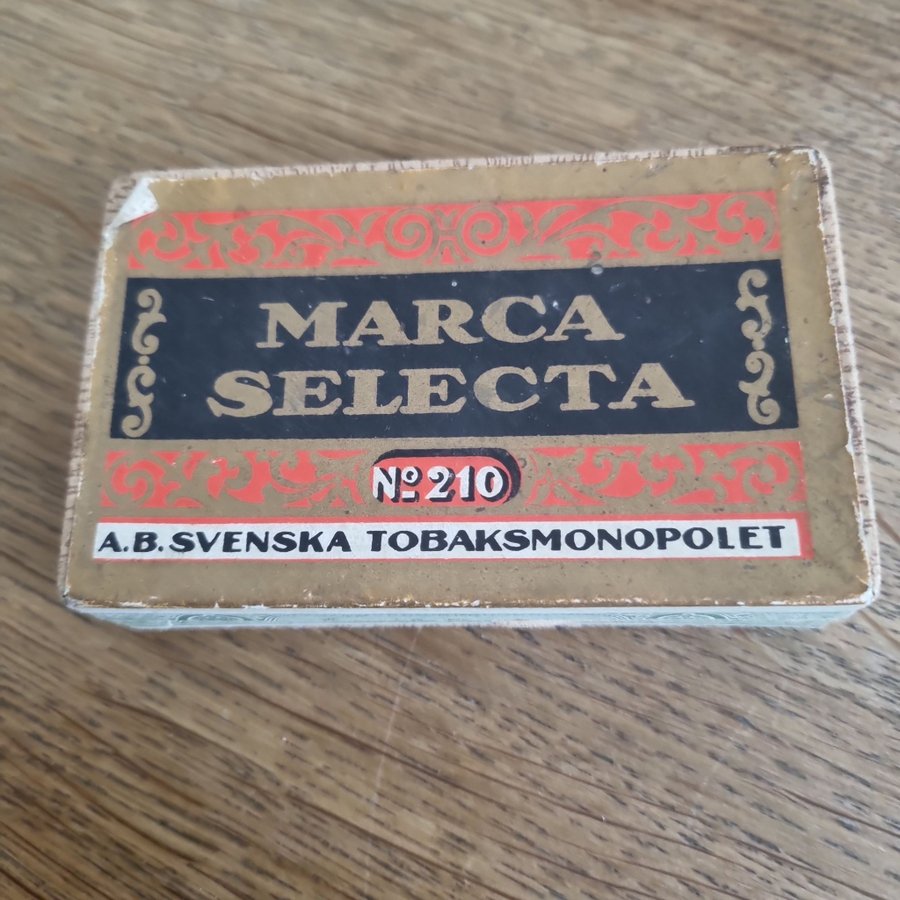 MARCA
SELECTA
Nº 210
A.B. SVENSKA TOBAKSMONOPOLET